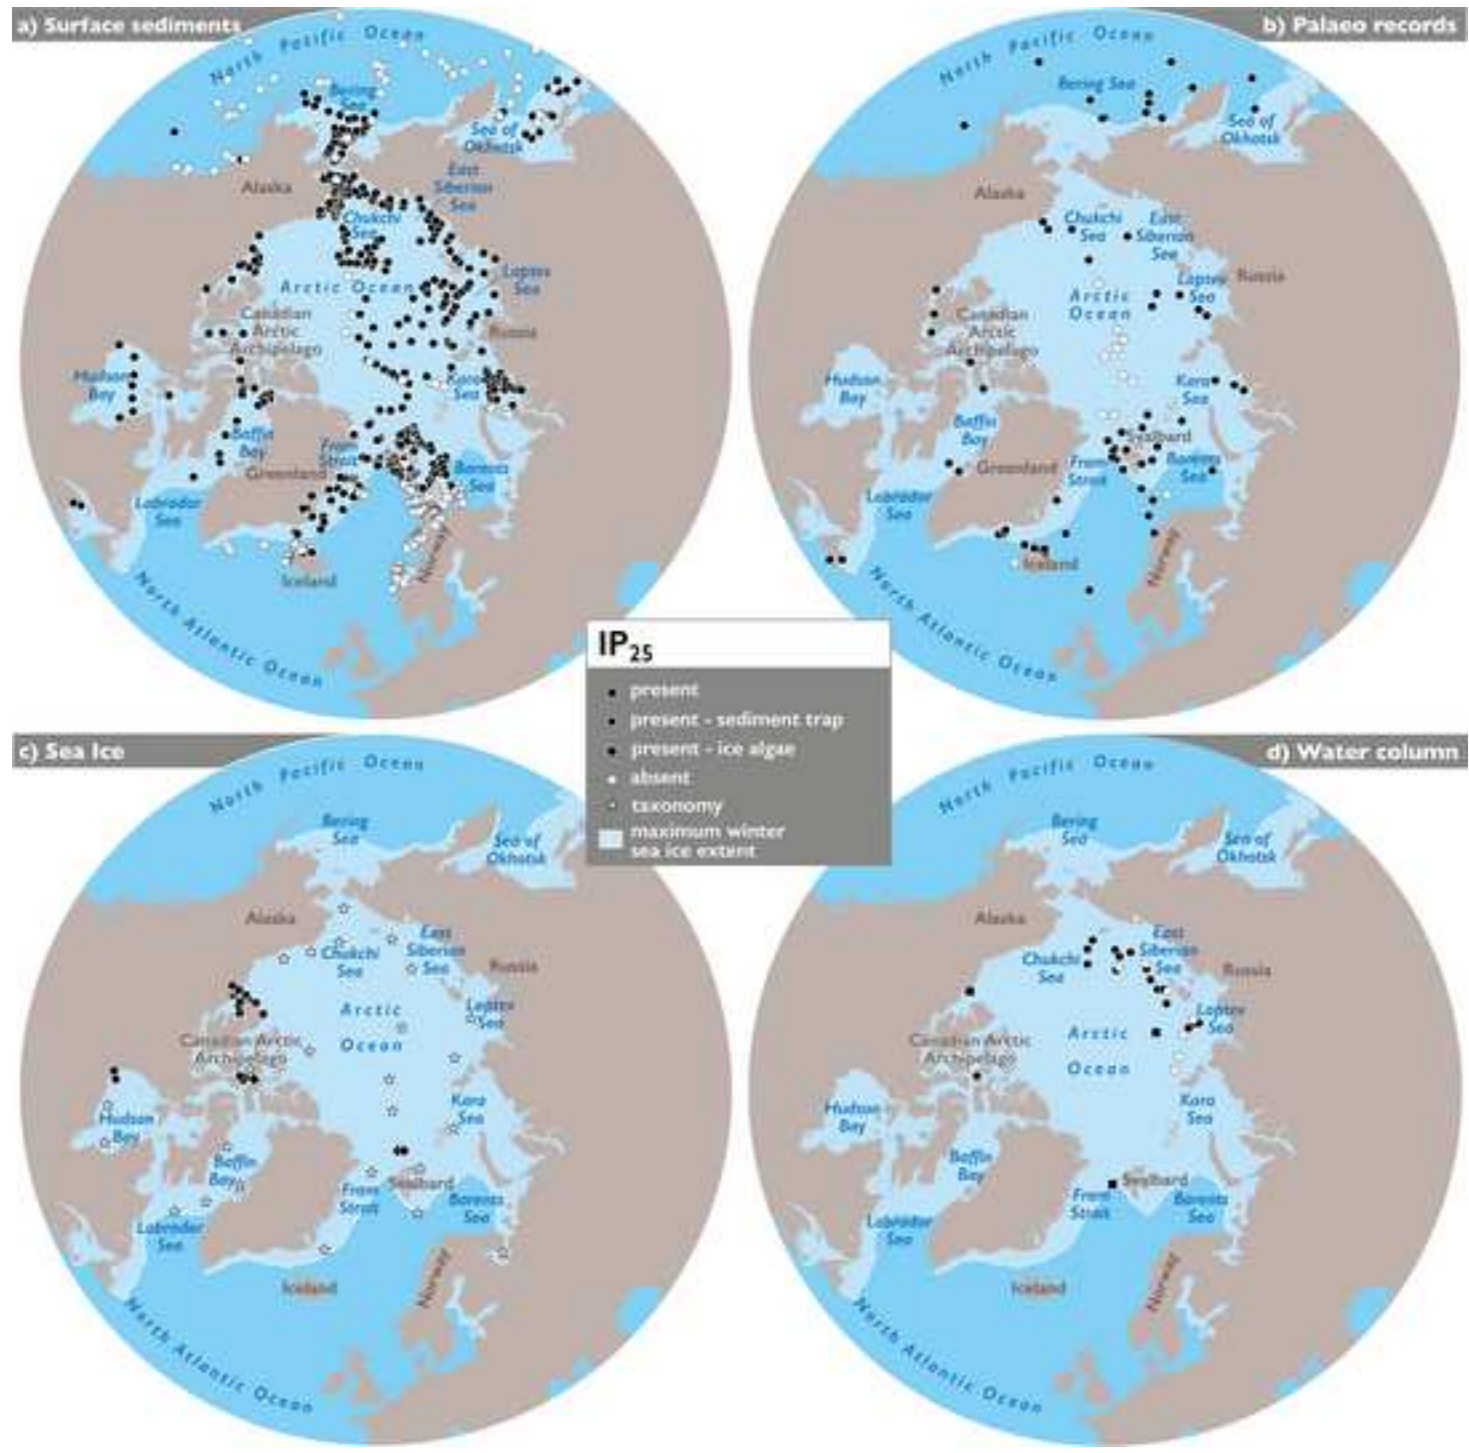 a) Surface sediments
North Pacific Ocean
Bering
Sea
Sea of
Okhotsk
Alaska
East
Siberian
Sea
Chukchi
Sea
Laptev
Sea
Arctic Ocean
Canadian
Arctic
Archipelago
Russia
Hudson
Bay
Kara
Sea
Baffin
Bay
Fram
Strait
Greenland
Barents
Sea
Labrador
Sea
Norway
Iceland
North Atlantic Ocean
b) Palaeo records
North Pacific Ocean
Bering Sea
Sea of
Okhotsk
Alaska
Chukchi
Sea
East
Siberian
Sea
Laptev
Sea
Russia
Arctic
Ocean
Canadian
Arctic
Archipelago
Hudson
Bay
Kara
Sea
Baffin
Bay
Svalbard
Greenland
Fram
Strait
Barents
Sea
Labrador
Sea
Norway
Iceland
North Atlantic Ocean
IP25
present
present - sediment trap
present - ice algae
absent
taxonomy
maximum winter
sea ice extent
c) Sea Ice
North Pacific Ocean
Bering
Sea
Sea of
Okhotsk
Alaska
Chukchi
Sea
East
Siberian
Sea
Russia
Laptev
Sea
Arctic
Ocean
Canadian Arctic
Archipelago
Hudson
Bay
Kara
Sea
Baffin
Bay
Fram
Strait
Svalbard
Barents
Sea
Labrador
Sea
Norway
Iceland
North Atlantic Ocean
d) Water column
North Pacific Ocean
Bering
Sea
Sea of
Okhotsk
Alaska
Chukchi
Sea
East
Siberian
Sea
Russia
Laptev
Sea
Arctic
Ocean
Canadian Arctic
Archipelago
Hudson
Bay
Kara
Sea
Baffin
Bay
Svalbard
Fram
Strait
Barents
Sea
Labrador
Sea
Norway
Iceland
North Atlantic Ocean